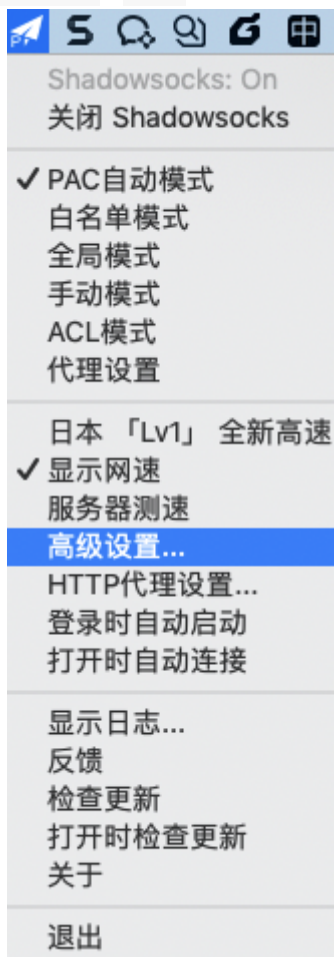 Shadowsocks: On
关闭 Shadowsocks
PAC自动模式
白名单模式
全局模式
手动模式
ACL模式
代理设置
日本 「Lv1」 全新高速
显示网速
服务器测速
高级设置...
HTTP代理设置...
登录时自动启动
打开时自动连接
显示日志...
反馈
检查更新
打开时检查更新
关于
退出